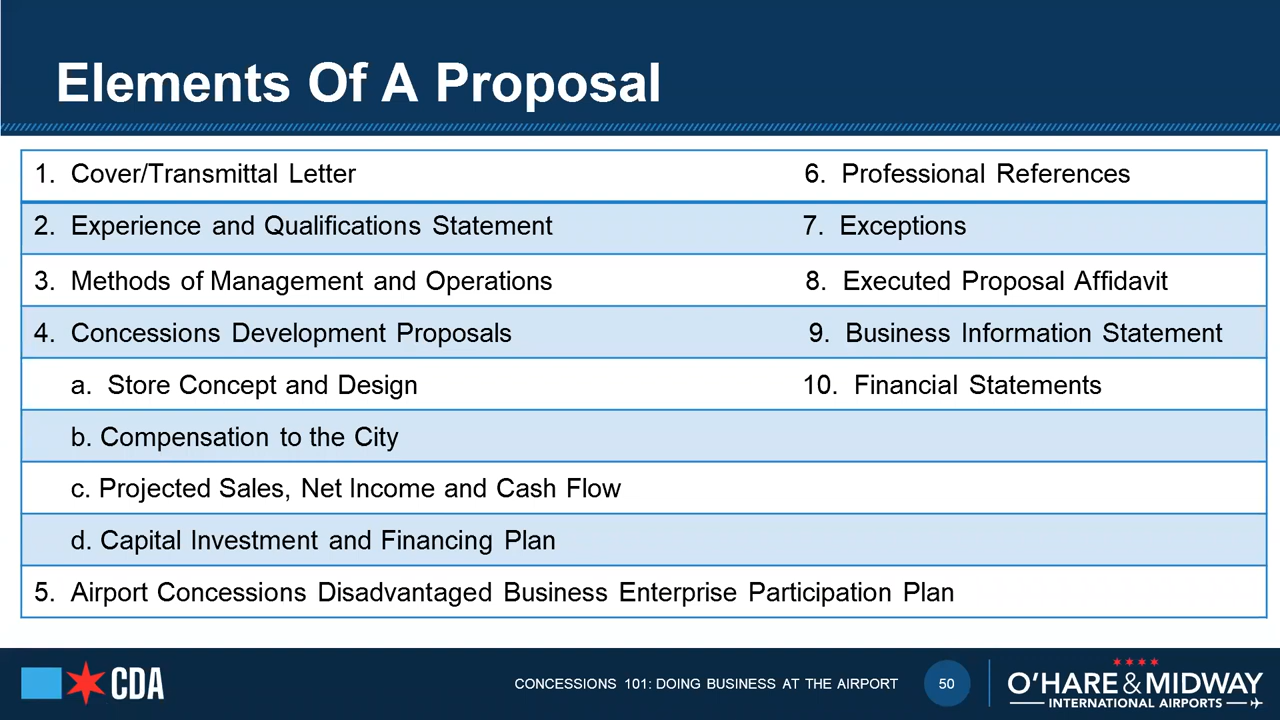 Elements Of A Proposal
1. Cover/Transmittal Letter
2. Experience and Qualifications Statement
3. Methods of Management and Operations
4. Concessions Development Proposals
a. Store Concept and Design
b. Compensation to the City
c. Projected Sales, Net Income and Cash Flow
d. Capital Investment and Financing Plan
5. Airport Concessions Disadvantaged Business Enterprise Participation Plan
6. Professional References
7. Exceptions
8. Executed Proposal Affidavit
9. Business Information Statement
10. Financial Statements
CDA
CONCESSIONS 101: DOING BUSINESS AT THE AIRPORT
50
O'HARE & MIDWAY
INTERNATIONAL AIRPORTS